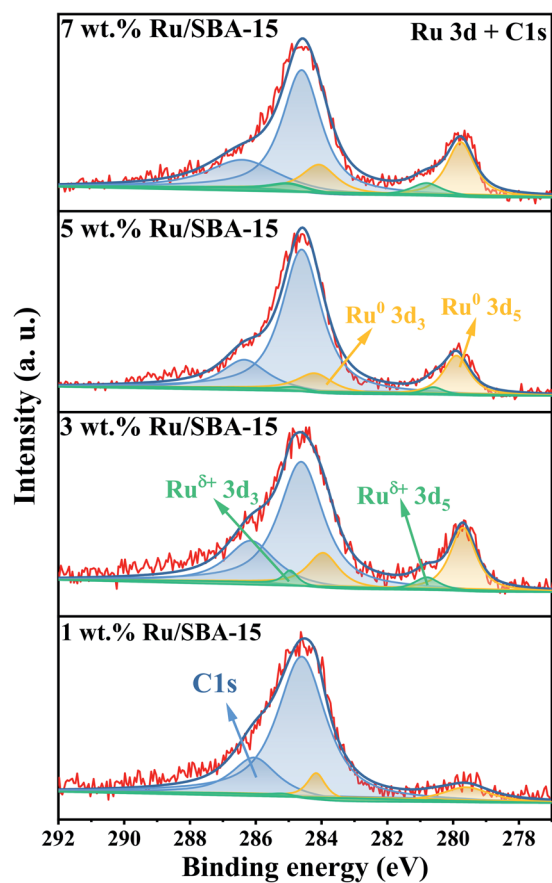 7 wt.% Ru/SBA-15
Ru 3d + C1s
5 wt.% Ru/SBA-15
Ru⁰ 3d₃
Ru⁰ 3d₅
3 wt.% Ru/SBA-15
Ruᵟ⁺ 3d₃
Ruᵟ⁺ 3d₅
1 wt.% Ru/SBA-15
C1s
Intensity (a. u.)
292 290 288 286 284 282 280 278
Binding energy (eV)